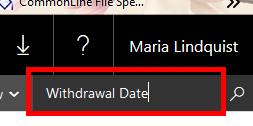 CommonLine File Spe...
?
Maria Lindquist
Withdrawal Date